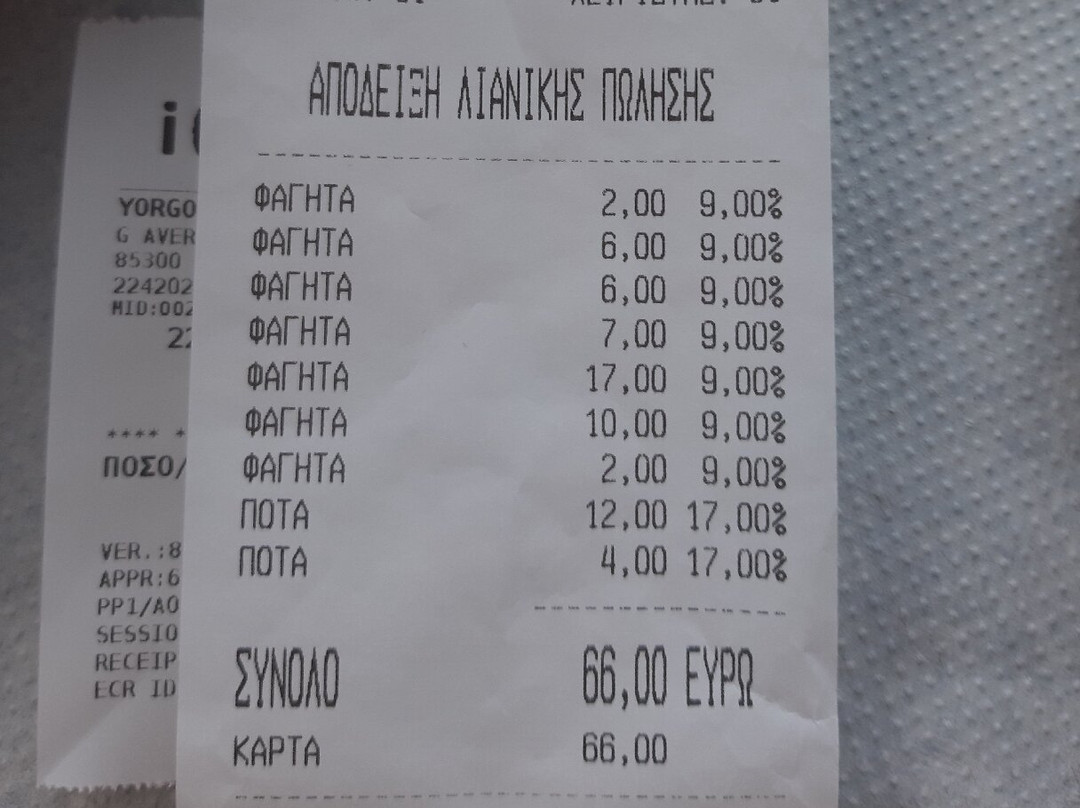 ΑΠΟΔΕΙΞΗ ΛΙΑΝΙΚΗΣ ΠΩΛΗΣΗΣ
ΦΑΓΗΤΑ 2,00 9,00%
ΦΑΓΗΤΑ 6,00 9,00%
ΦΑΓΗΤΑ 6,00 9,00%
ΦΑΓΗΤΑ 7,00 9,00%
ΦΑΓΗΤΑ 17,00 9,00%
ΦΑΓΗΤΑ 10,00 9,00%
ΦΑΓΗΤΑ 2,00 9,00%
ΠΟΤΑ 12,00 17,00%
ΠΟΤΑ 4,00 17,00%
ΣΥΝΟΛΟ 66,00 ΕΥΡΩ
ΚΑΡΤΑ 66,00
YORGO
G AVER
85300
224202
MID:002
22
**** *
ΠΟΣΟ/
VER.:8
APPR:6
PP1/A0
SESSIO
RECEIP
ECR ID